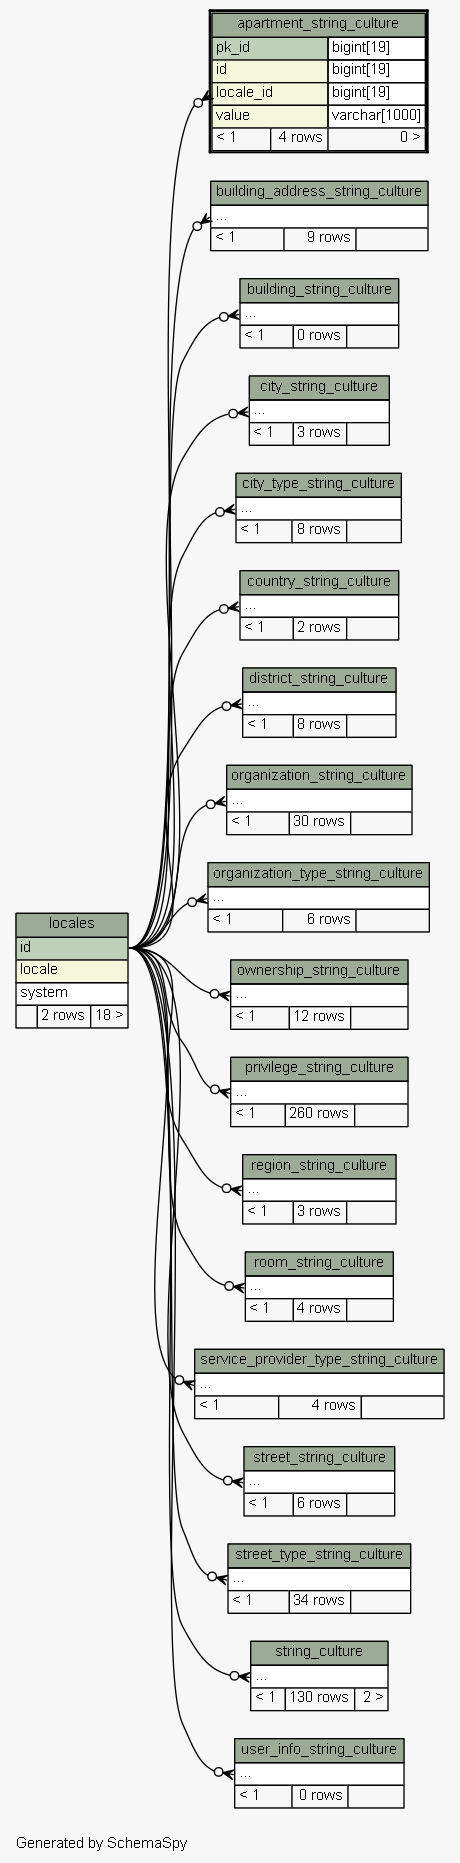 apartment_string_culture
pk_id bigint[19]
id bigint[19]
locale_id bigint[19]
value varchar[1000]
< 1 4 rows 0 >
building_address_string_culture
...
< 1 9 rows
building_string_culture
...
< 1 0 rows
city_string_culture
...
< 1 3 rows
city_type_string_culture
...
< 1 8 rows
country_string_culture
...
< 1 2 rows
district_string_culture
...
< 1 8 rows
organization_string_culture
...
< 1 30 rows
organization_type_string_culture
...
< 1 6 rows
locales
id
locale
system
2 rows 18 >
ownership_string_culture
...
< 1 12 rows
privilege_string_culture
...
< 1 260 rows
region_string_culture
...
< 1 3 rows
room_string_culture
...
< 1 4 rows
service_provider_type_string_culture
...
< 1 4 rows
street_string_culture
...
< 1 6 rows
street_type_string_culture
...
< 1 34 rows
string_culture
...
< 1 130 rows 2 >
user_info_string_culture
...
< 1 0 rows
Generated by SchemaSpy